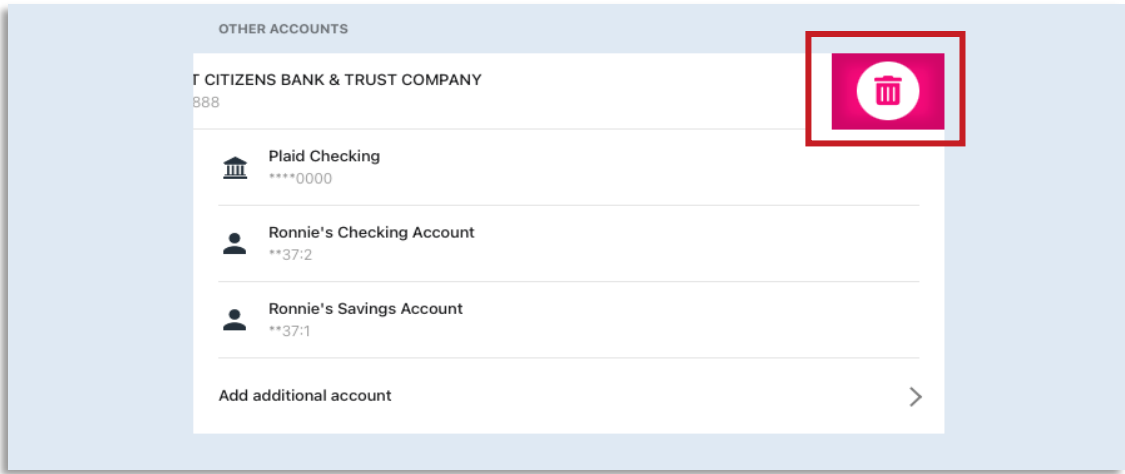 OTHER ACCOUNTS
T CITIZENS BANK & TRUST COMPANY
888
Plaid Checking
****0000
Ronnie's Checking Account
**37:2
Ronnie's Savings Account
**37:1
Add additional account